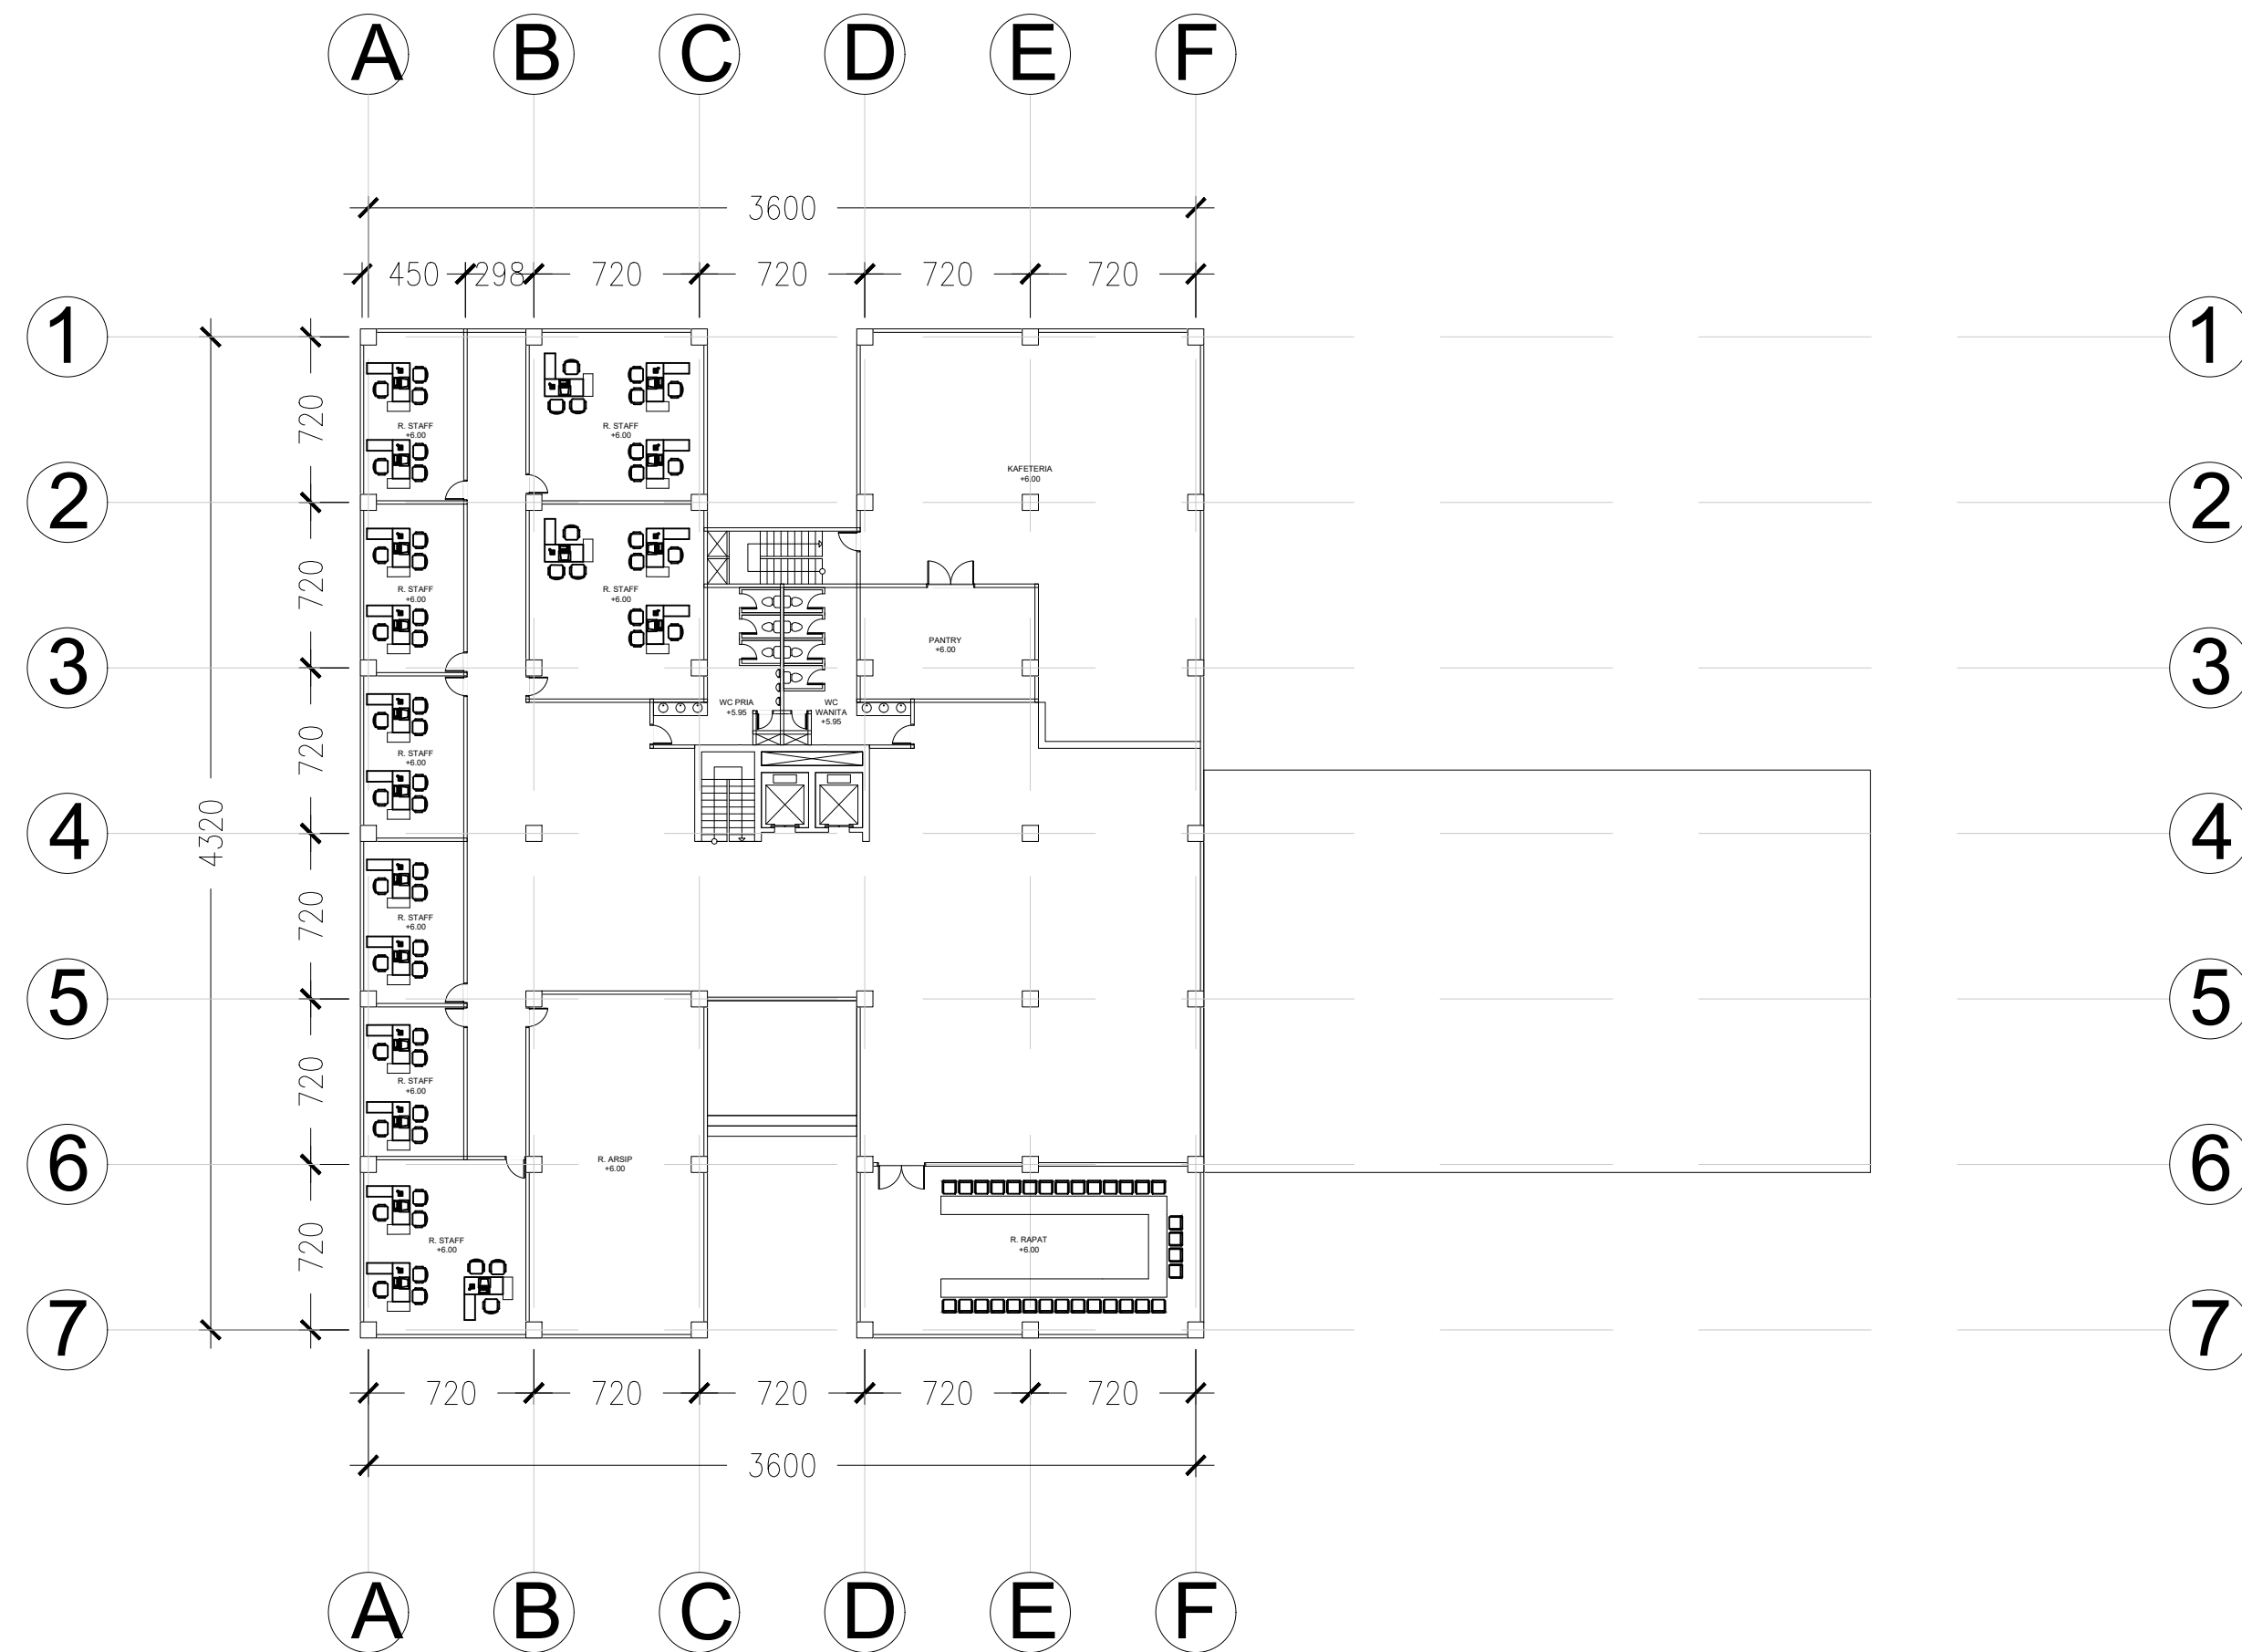 A B C D E F
3600
450 298 720 720 720 720
1 1
720
R. STAFF
+6.00
R. STAFF
+6.00
KAFETERIA
+6.00
2 2
720
R. STAFF
+6.00
R. STAFF
+6.00
PANTRY
+6.00
3 3
WC PRIA
+5.95
WC
WANITA
+5.95
720
R. STAFF
+6.00
4320
4 4
720
R. STAFF
+6.00
5 5
720
R. STAFF
+6.00
6 6
R. ARSIP
+6.00
720
R. STAFF
+6.00
R. RAPAT
+6.00
7 7
720 720 720 720 720
3600
A B C D E F